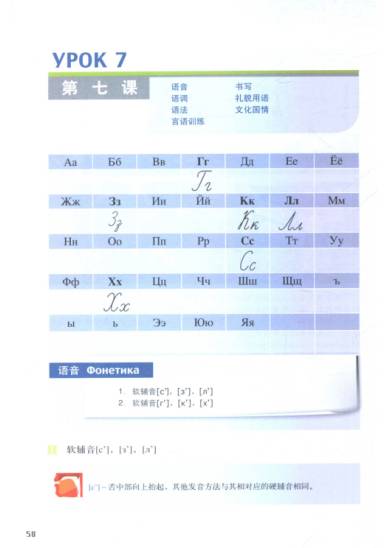 УРОК 7
第 七 课
语音 书写
语调 礼貌用语
语法 文化国情
言语训练
Аа Бб Вв Гг Дд Ее Ёё
Гг
Жж Зз Ии Йй Кк Лл Мм
Зз Кк Лл
Нн Оо Пп Рр Сс Тт Уу
Сс
Фф Хх Цц Чч Шш Щщ ъ
Хх
ы ь Ээ Юю Яя
语音 Фонетика
1. 软辅音[с’]，[з’]，[л’]
2. 软辅音[г’]，[к’]，[х’]
软辅音[с’]，[з’]，[л’]
[с’]－舌中部向上抬起，其他发音方法与其相对应的硬辅音相同。
58